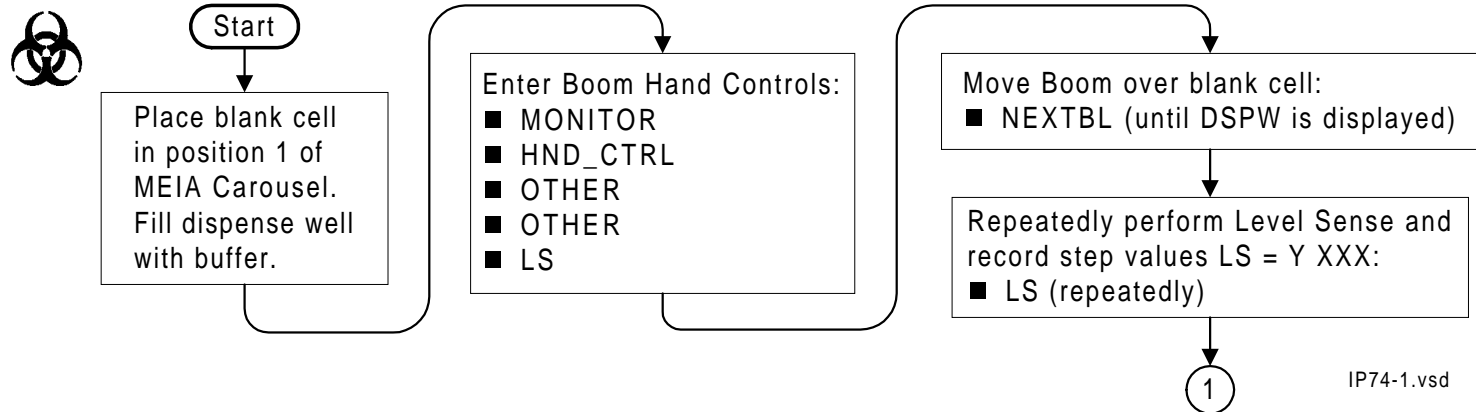 Start
Place blank cell
in position 1 of
MEIA Carousel.
Fill dispense well
with buffer.
Enter Boom Hand Controls:
■ MONITOR
■ HND_CTRL
■ OTHER
■ OTHER
■ LS
Move Boom over blank cell:
■ NEXTBL (until DSPW is displayed)
Repeatedly perform Level Sense and
record step values LS = Y XXX:
■ LS (repeatedly)
1
IP74-1.vsd